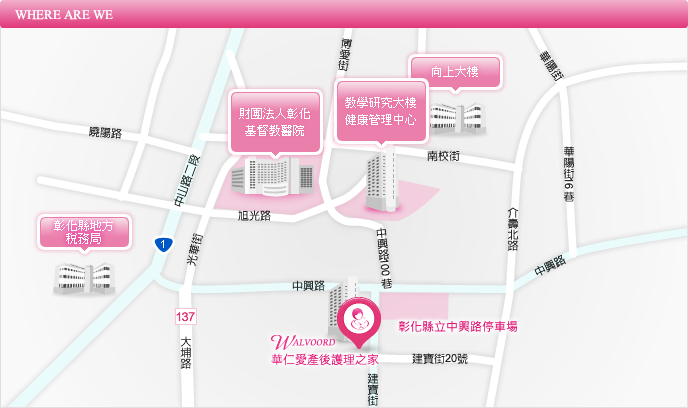 WHERE ARE WE
博愛街
華陽街
向上大樓
教學研究大樓
健康管理中心
財團法人彰化
基督教醫院
曉陽路
中山路二段
南校街
華陽街16巷
旭光路
介壽北路
彰化縣地方
稅務局
光華街
中興路100巷
1
中興路
中興路
137
彰化縣立中興路停車場
WALVOORD
華仁愛產後護理之家
大埔路
建寶街20號
建寶街